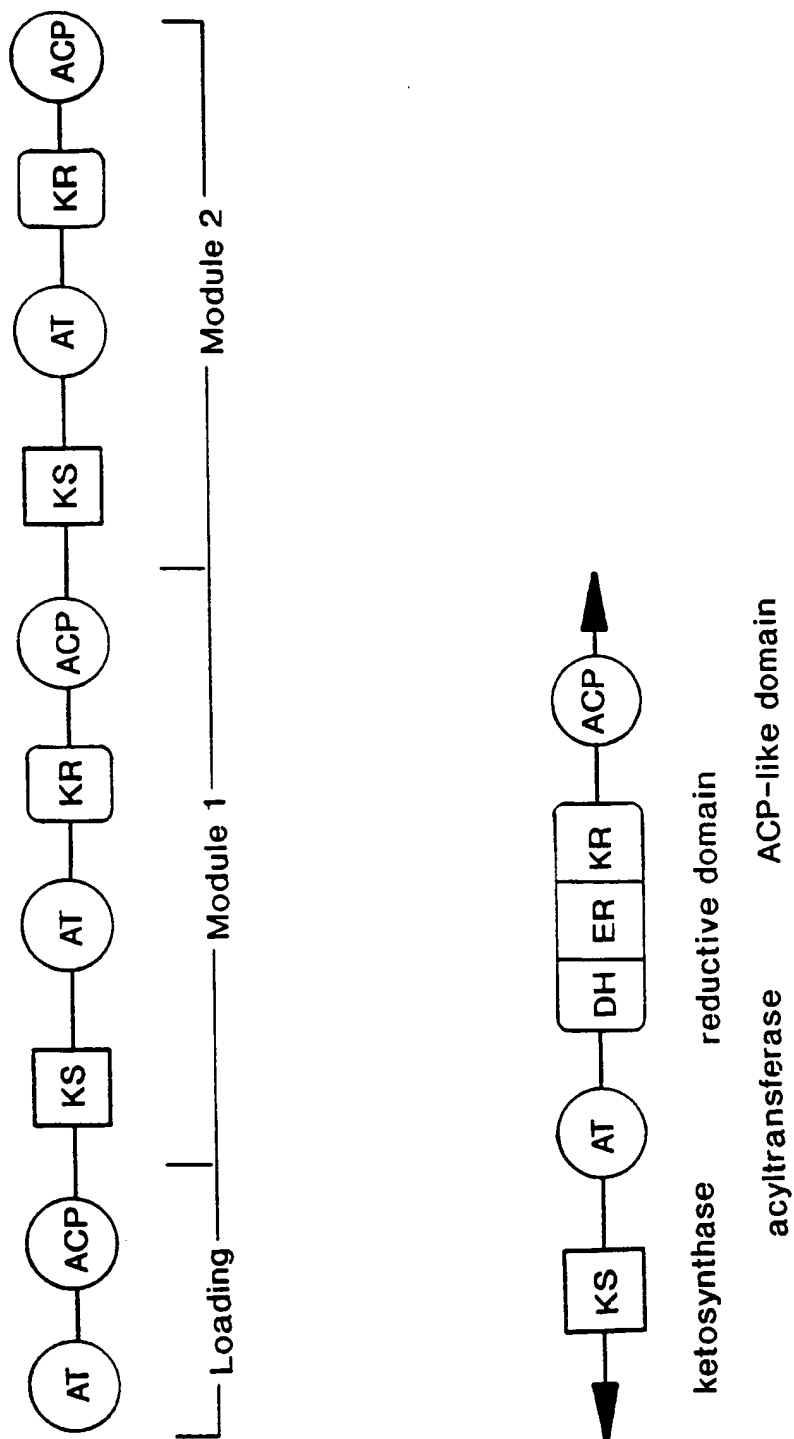 AT ACP KS AT KR ACP KS AT KR ACP
Loading Module 1 Module 2
KS AT DH ER KR ACP
ketosynthase reductive domain
acyltransferase ACP-like domain